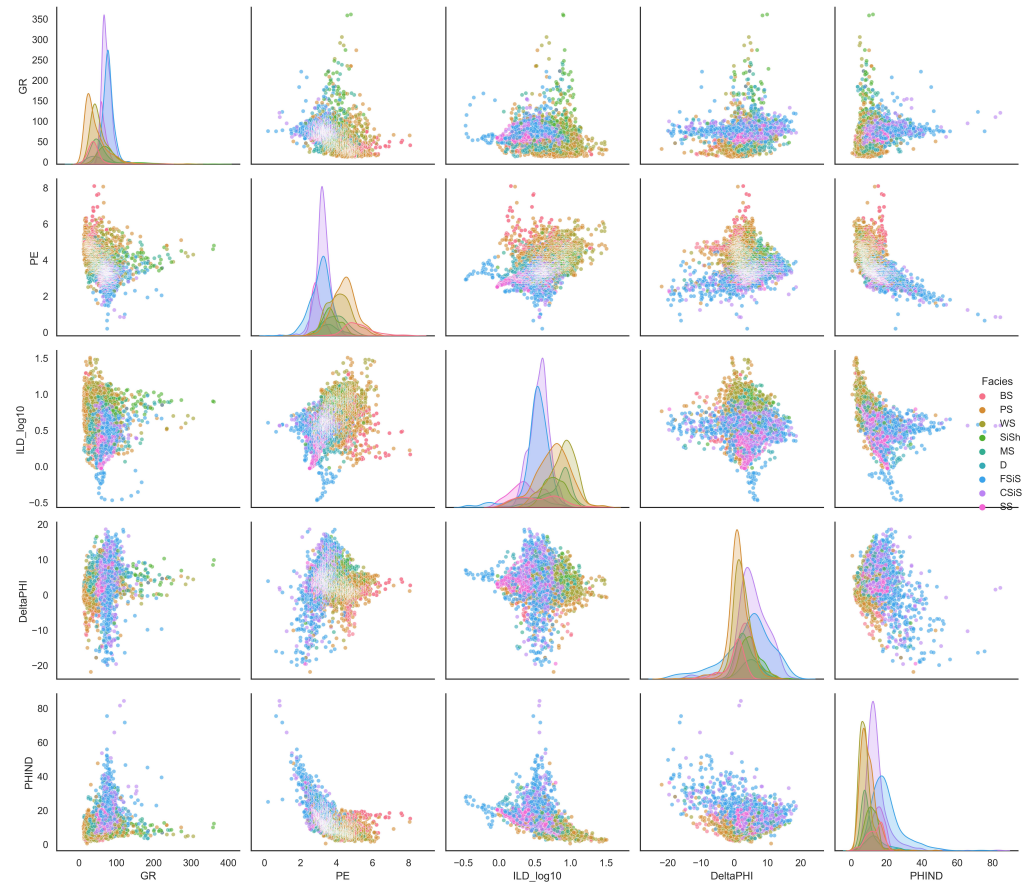 GR
350
300
250
200
150
100
50
0
PE
8
6
4
2
0
ILD_log10
1.5
1.0
0.5
0.0
−0.5
Facies
BS
PS
WS
SiSh
MS
D
FSiS
CSiS
SS
DeltaPHI
20
10
0
−10
−20
PHIND
80
60
40
20
0
0 100 200 300 400
GR
0 2 4 6 8
PE
−0.5 0.0 0.5 1.0 1.5
ILD_log10
−20 −10 0 10 20
DeltaPHI
0 20 40 60 80
PHIND